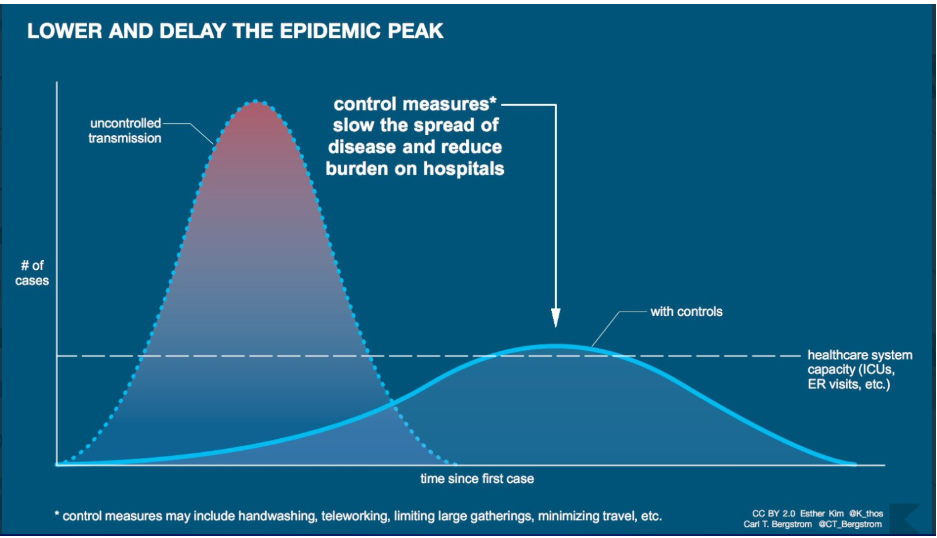 LOWER AND DELAY THE EPIDEMIC PEAK
uncontrolled
transmission
control measures*
slow the spread of
disease and reduce
burden on hospitals
# of
cases
with controls
healthcare system
capacity (ICUs,
ER visits, etc.)
time since first case
* control measures may include handwashing, teleworking, limiting large gatherings, minimizing travel, etc.
CC BY 2.0 Esther Kim @K_thos
Carl T. Bergstrom @CT_Bergstrom